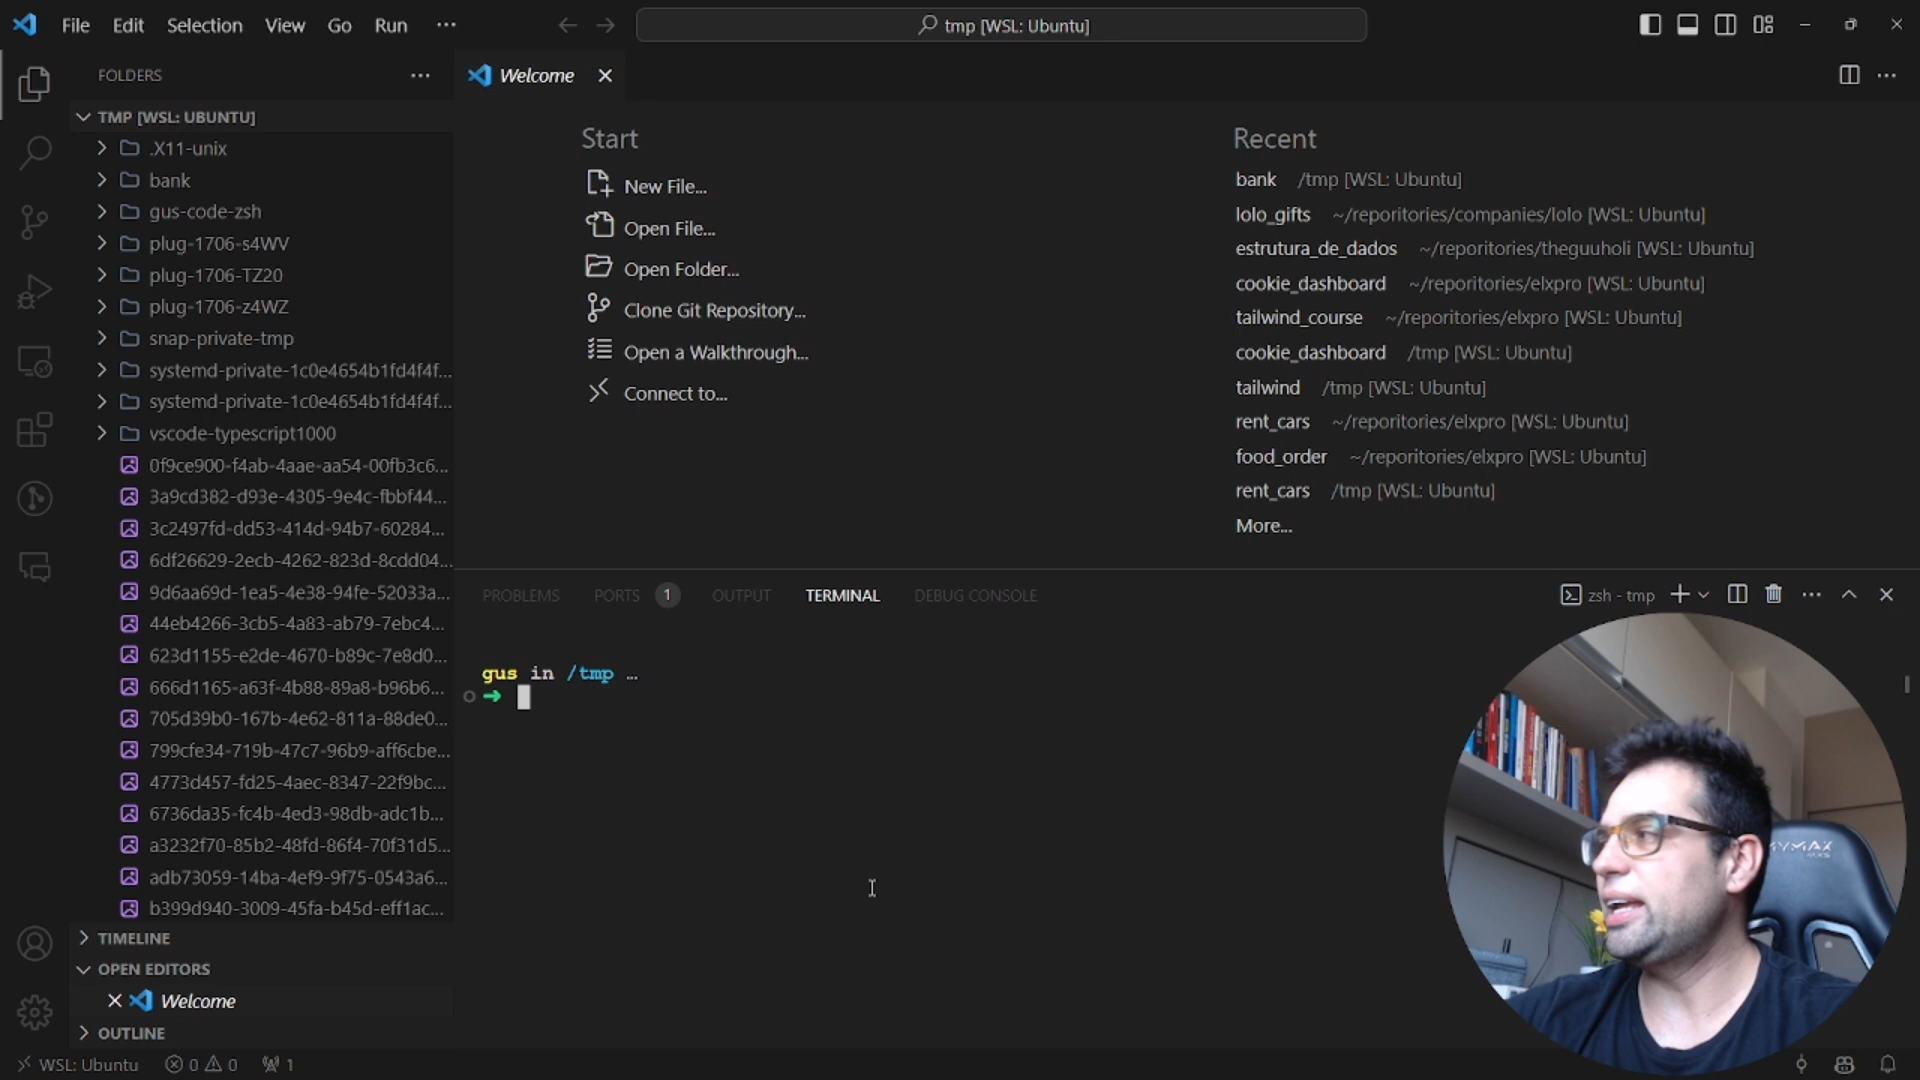 File Edit Selection View Go Run ···
tmp [WSL: Ubuntu]
FOLDERS
TMP [WSL: UBUNTU]
.X11-unix
bank
gus-code-zsh
plug-1706-s4WV
plug-1706-TZ20
plug-1706-z4WZ
snap-private-tmp
systemd-private-1c0e4654b1fd4f4f...
systemd-private-1c0e4654b1fd4f4f...
vscode-typescript1000
0f9ce900-f4ab-4aae-aa54-00fb3c6...
3a9cd382-d93e-4305-9e4c-fbbf44...
3c2497fd-dd53-414d-94b7-60284...
6df26629-2ecb-4262-823d-8cdd04...
9d6aa69d-1ea5-4e38-94fe-52033a...
44eb4266-3cb5-4a83-ab79-7ebc4...
623d1155-e2de-4670-b89c-7e8d0...
666d1165-a63f-4b88-89a8-b96b6...
705d39b0-167b-4e62-811a-88de0...
799cfe34-719b-47c7-96b9-aff6cbe...
4773d457-fd25-4aec-8347-22f9bc...
6736da35-fc4b-4ed3-98db-adc1b...
a3232f70-85b2-48fd-86f4-70f31d5...
adb73059-14ba-4ef9-9f75-0543a6...
b399d940-3009-45fa-b45d-eff1ac...
TIMELINE
OPEN EDITORS
Welcome
OUTLINE
Welcome
Start
New File...
Open File...
Open Folder...
Clone Git Repository...
Open a Walkthrough...
Connect to...
Recent
bank /tmp [WSL: Ubuntu]
lolo_gifts ~/reporitories/companies/lolo [WSL: Ubuntu]
estrutura_de_dados ~/reporitories/theguuholi [WSL: Ubuntu]
cookie_dashboard ~/reporitories/elxpro [WSL: Ubuntu]
tailwind_course ~/reporitories/elxpro [WSL: Ubuntu]
cookie_dashboard /tmp [WSL: Ubuntu]
tailwind /tmp [WSL: Ubuntu]
rent_cars ~/reporitories/elxpro [WSL: Ubuntu]
food_order ~/reporitories/elxpro [WSL: Ubuntu]
rent_cars /tmp [WSL: Ubuntu]
More...
PROBLEMS PORTS 1 OUTPUT TERMINAL DEBUG CONSOLE
zsh - tmp
gus in /tmp …
➜
WSL: Ubuntu 0 0 1